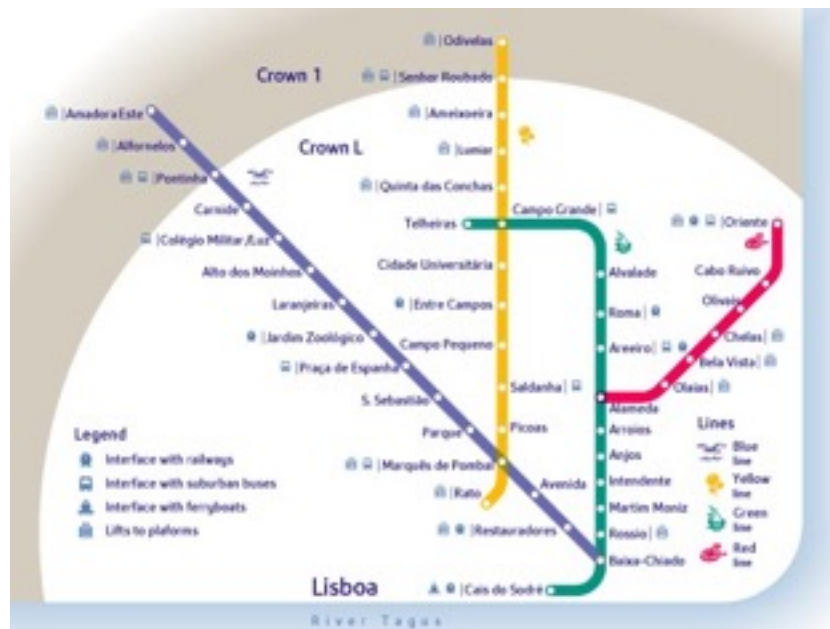 Odivelas
Crown 1
Senhor Roubado
Amadora Este
Ameixoeira
Alfornelos
Crown L
Lumiar
Pontinha
Quinta das Conchas
Carnide
Telheiras
Campo Grande
Oriente
Colégio Militar/Luz
Cidade Universitária
Alto dos Moinhos
Alvalade
Cabo Ruivo
Laranjeiras
Entre Campos
Olivais
Roma
Jardim Zoológico
Campo Pequeno
Areeiro
Chelas
Praça de Espanha
Bela Vista
Saldanha
Olaias
S. Sebastião
Alameda
Parque
Picoas
Arroios
Lines
Legend
Marquês de Pombal
Anjos
Blue
line
Interface with railways
Interface with suburban buses
Rato
Avenida
Intendente
Yellow
line
Interface with ferryboats
Martim Moniz
Green
line
Lifts to plaforms
Restauradores
Rossio
Red
line
Baixa-Chiado
Lisboa
Cais do Sodré
River Tagus